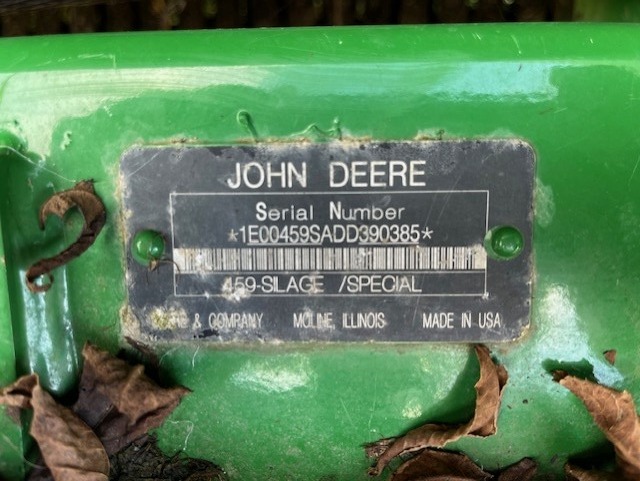 JOHN DEERE
Serial Number
*1E00459SADD390385*
459-SILAGE /SPECIAL
& COMPANY MOLINE, ILLINOIS MADE IN USA